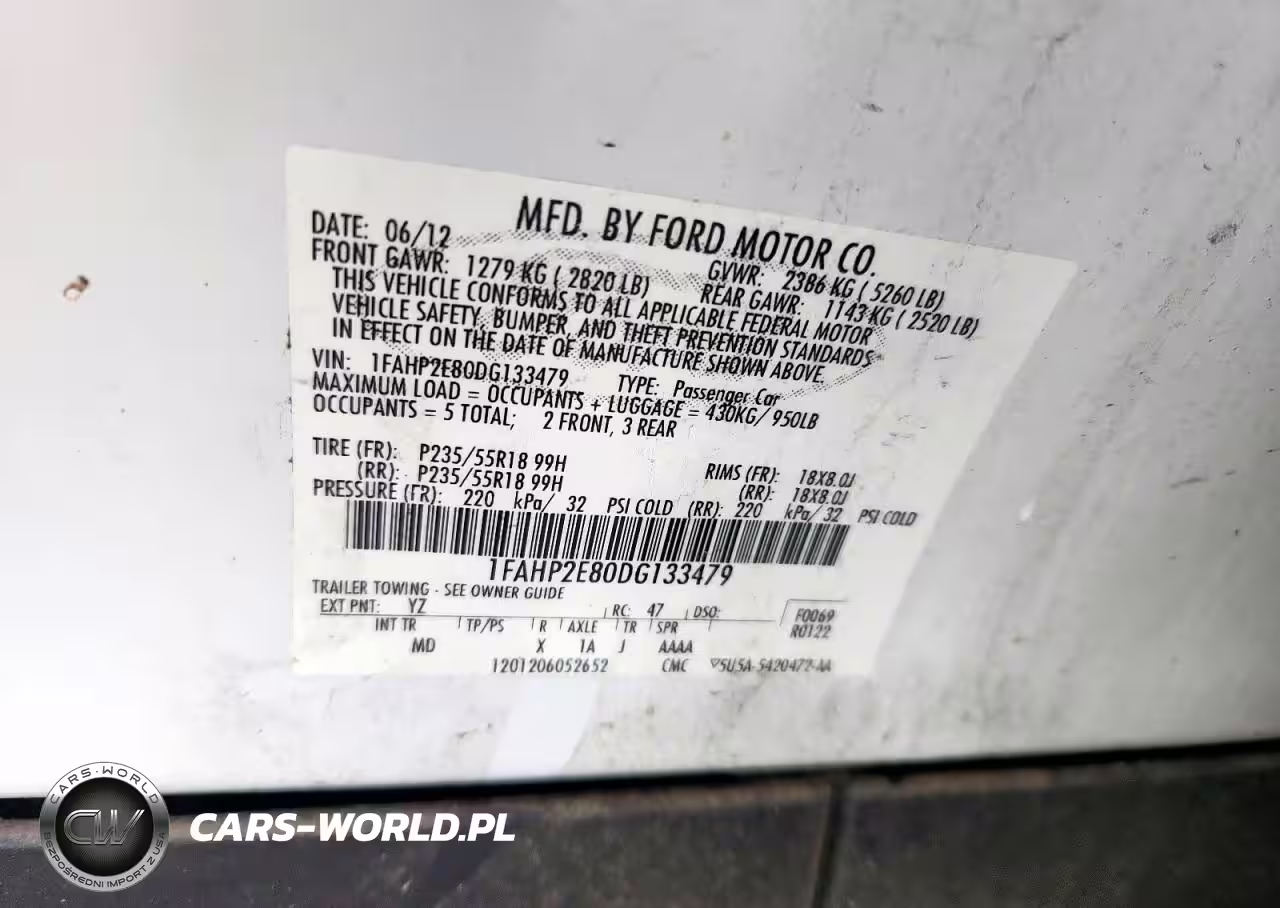 MFD. BY FORD MOTOR CO.
DATE: 06/12 GVWR: 2386 KG ( 5260 LB)
FRONT GAWR: 1279 KG ( 2820 LB) REAR GAWR: 1143 KG ( 2520 LB)
THIS VEHICLE CONFORMS TO ALL APPLICABLE FEDERAL MOTOR
VEHICLE SAFETY, BUMPER, AND THEFT PREVENTION STANDARDS
IN EFFECT ON THE DATE OF MANUFACTURE SHOWN ABOVE.
VIN: 1FAHP2E80DG133479 TYPE: Passenger Car
MAXIMUM LOAD = OCCUPANTS + LUGGAGE = 430KG/ 950LB
OCCUPANTS = 5 TOTAL; 2 FRONT, 3 REAR
TIRE (FR): P235/55R18 99H RIMS (FR): 18X8.0J
(RR): P235/55R18 99H (RR): 18X8.0J
PRESSURE (FR): 220 kPa/ 32 PSI COLD (RR): 220 kPa/ 32 PSI COLD
1FAHP2E80DG133479
TRAILER TOWING - SEE OWNER GUIDE
EXT PNT: YZ RC: 47 DSO: F0069
R0122
INT TR TP/PS R AXLE TR SPR
MD X 1A J AAAA
1201206052652 CMC 5U5A-5420472-AA
CARS-WORLD
CW
BEZPOŚREDNI IMPORT Z USA
CARS-WORLD.PL